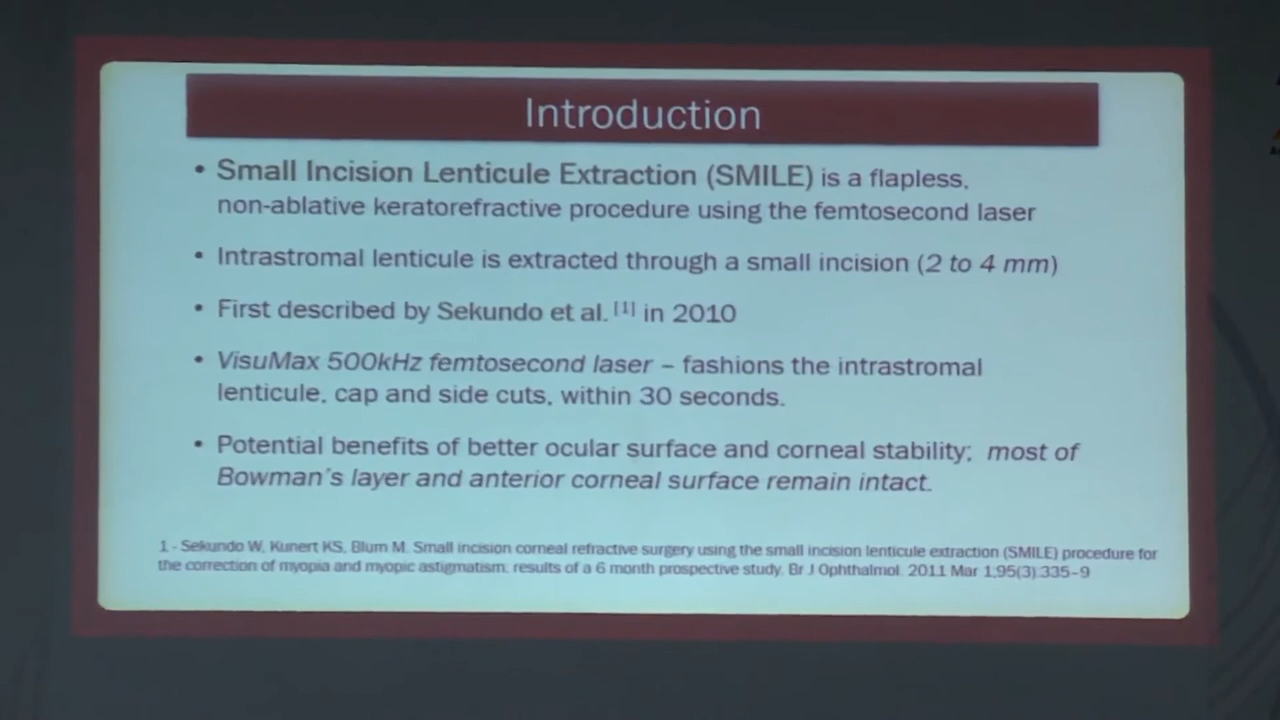 Introduction
• Small Incision Lenticule Extraction (SMILE) is a flapless,
non-ablative keratorefractive procedure using the femtosecond laser
• Intrastromal lenticule is extracted through a small incision (2 to 4 mm)
• First described by Sekundo et al. [1] in 2010
• VisuMax 500kHz femtosecond laser – fashions the intrastromal
lenticule, cap and side cuts, within 30 seconds.
• Potential benefits of better ocular surface and corneal stability; most of
Bowman's layer and anterior corneal surface remain intact.
1 - Sekundo W, Kunert KS, Blum M. Small incision corneal refractive surgery using the small incision lenticule extraction (SMILE) procedure for
the correction of myopia and myopic astigmatism: results of a 6 month prospective study. Br J Ophthalmol. 2011 Mar 1;95(3):335–9